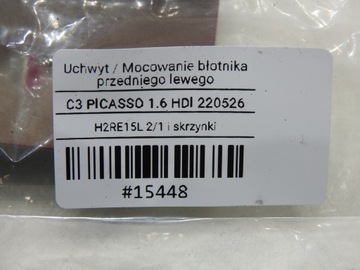 Uchwyt / Mocowanie błotnika
przedniego lewego
C3 PICASSO 1.6 HDI 220526
H2RE15L 2/1 i skrzynki
#15448